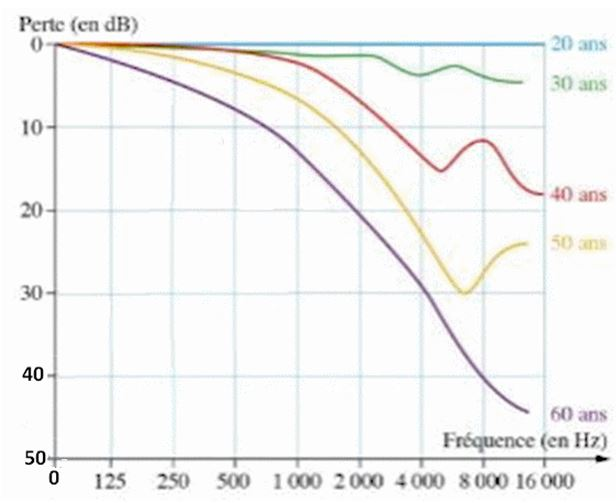 Perte (en dB)
0
20 ans
30 ans
10
40 ans
20
50 ans
30
40
60 ans
Fréquence (en Hz)
50
0 125 250 500 1 000 2 000 4 000 8 000 16 000